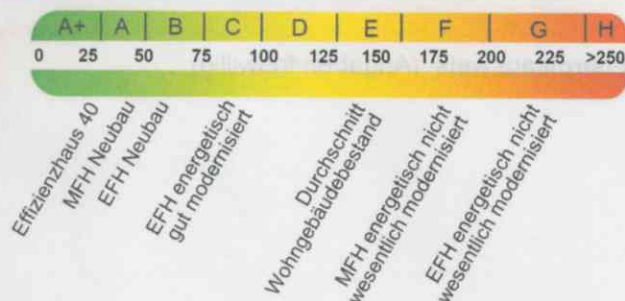 A+ A B C D E F G H
0 25 50 75 100 125 150 175 200 225 >250
Effizienzhaus 40
MFH Neubau
EFH Neubau
EFH energetisch
gut modernisiert
Durchschnitt
Wohngebäudebestand
MFH energetisch nicht
wesentlich modernisiert
EFH energetisch nicht
wesentlich modernisiert